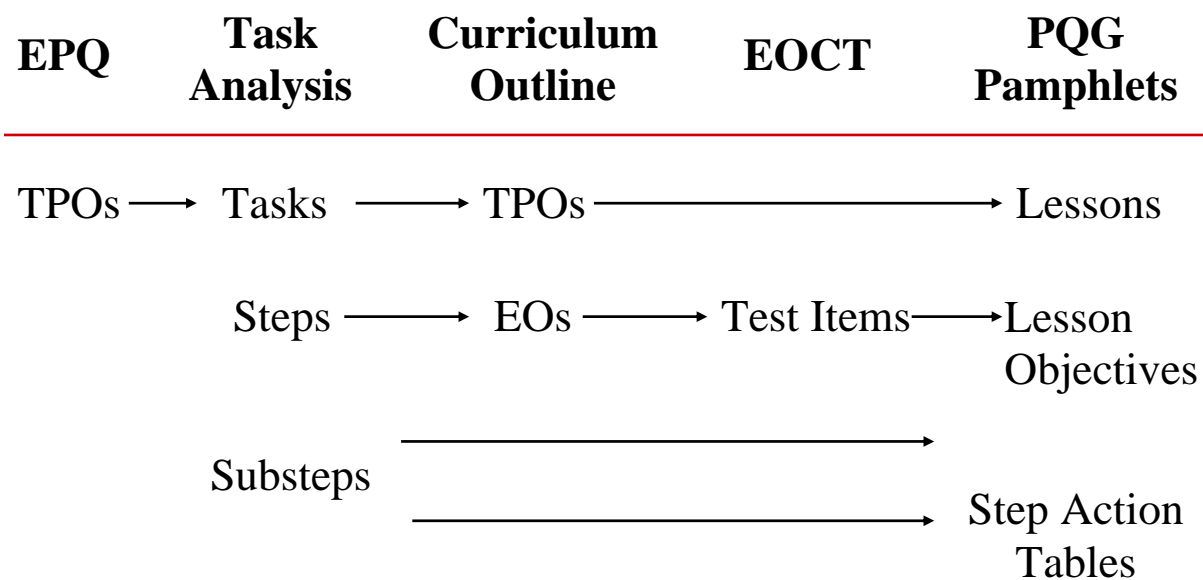 EPQ
Task
Analysis
Curriculum
Outline
EOCT
PQG
Pamphlets
TPOs
Tasks
TPOs
Lessons
Steps
EOs
Test Items
Lesson
Objectives
Substeps
Step Action
Tables